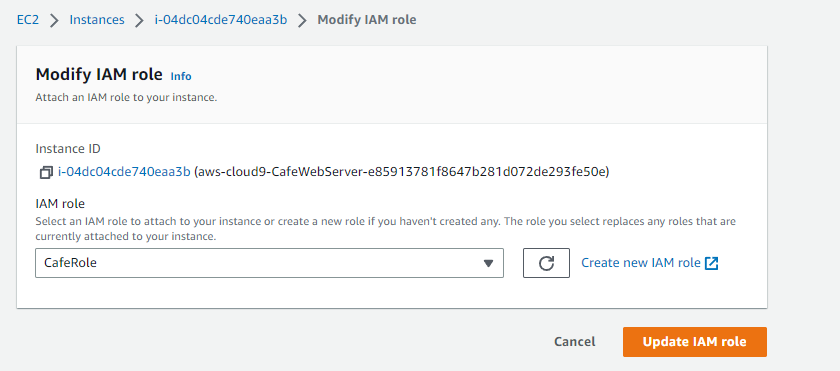 EC2 > Instances > i-04dc04cde740eaa3b > Modify IAM role
Modify IAM role Info
Attach an IAM role to your instance.
Instance ID
i-04dc04cde740eaa3b (aws-cloud9-CafeWebServer-e85913781f8647b281d072de293fe50e)
IAM role
Select an IAM role to attach to your instance or create a new role if you haven't created any. The role you select replaces any roles that are
currently attached to your instance.
CafeRole
Create new IAM role
Cancel
Update IAM role